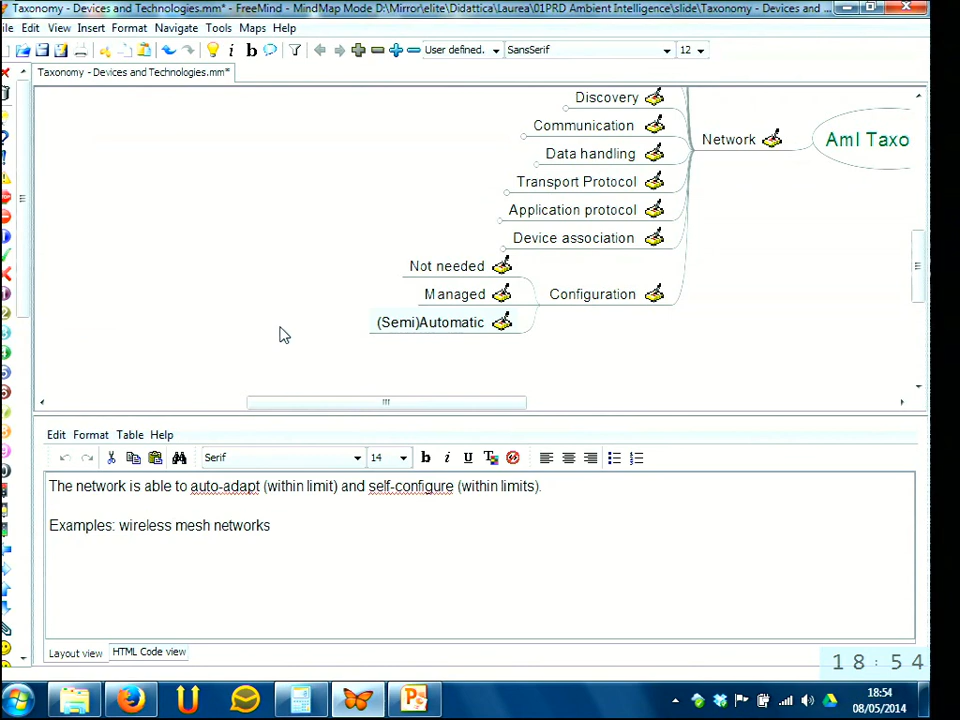 Taxonomy - Devices and Technologies.mm* - FreeMind - MindMap Mode D:\Mirror\elite\Didattica\Laurea\01PRD Ambient Intelligence\slide\Taxonomy - Devices and ...
ile Edit View Insert Format Navigate Tools Maps Help
User defined. SansSerif 12
Taxonomy - Devices and Technologies.mm*
Discovery
Communication
Network
AmI Taxo
Data handling
Transport Protocol
Application protocol
Device association
Not needed
Managed
Configuration
(Semi)Automatic
Edit Format Table Help
Serif 14 b i U
The network is able to auto-adapt (within limit) and self-configure (within limits).
Examples: wireless mesh networks
Layout view HTML Code view
18:54
18:54
08/05/2014